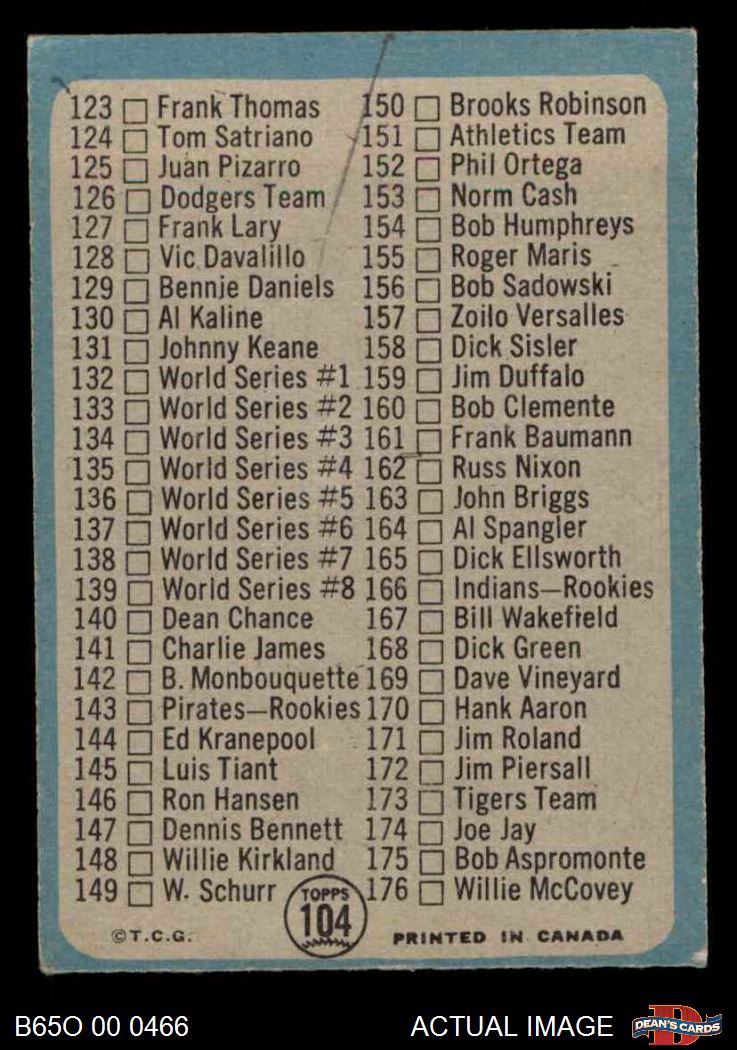 123 Frank Thomas
124 Tom Satriano
125 Juan Pizarro
126 Dodgers Team
127 Frank Lary
128 Vic Davalillo
129 Bennie Daniels
130 Al Kaline
131 Johnny Keane
132 World Series #1
133 World Series #2
134 World Series #3
135 World Series #4
136 World Series #5
137 World Series #6
138 World Series #7
139 World Series #8
140 Dean Chance
141 Charlie James
142 B. Monbouquette
143 Pirates—Rookies
144 Ed Kranepool
145 Luis Tiant
146 Ron Hansen
147 Dennis Bennett
148 Willie Kirkland
149 W. Schurr
150 Brooks Robinson
151 Athletics Team
152 Phil Ortega
153 Norm Cash
154 Bob Humphreys
155 Roger Maris
156 Bob Sadowski
157 Zoilo Versalles
158 Dick Sisler
159 Jim Duffalo
160 Bob Clemente
161 Frank Baumann
162 Russ Nixon
163 John Briggs
164 Al Spangler
165 Dick Ellsworth
166 Indians—Rookies
167 Bill Wakefield
168 Dick Green
169 Dave Vineyard
170 Hank Aaron
171 Jim Roland
172 Jim Piersall
173 Tigers Team
174 Joe Jay
175 Bob Aspromonte
176 Willie McCovey
©T.C.G.
TOPPS
104
PRINTED IN CANADA
B65O 00 0466
ACTUAL IMAGE
D
DEAN'S CARDS